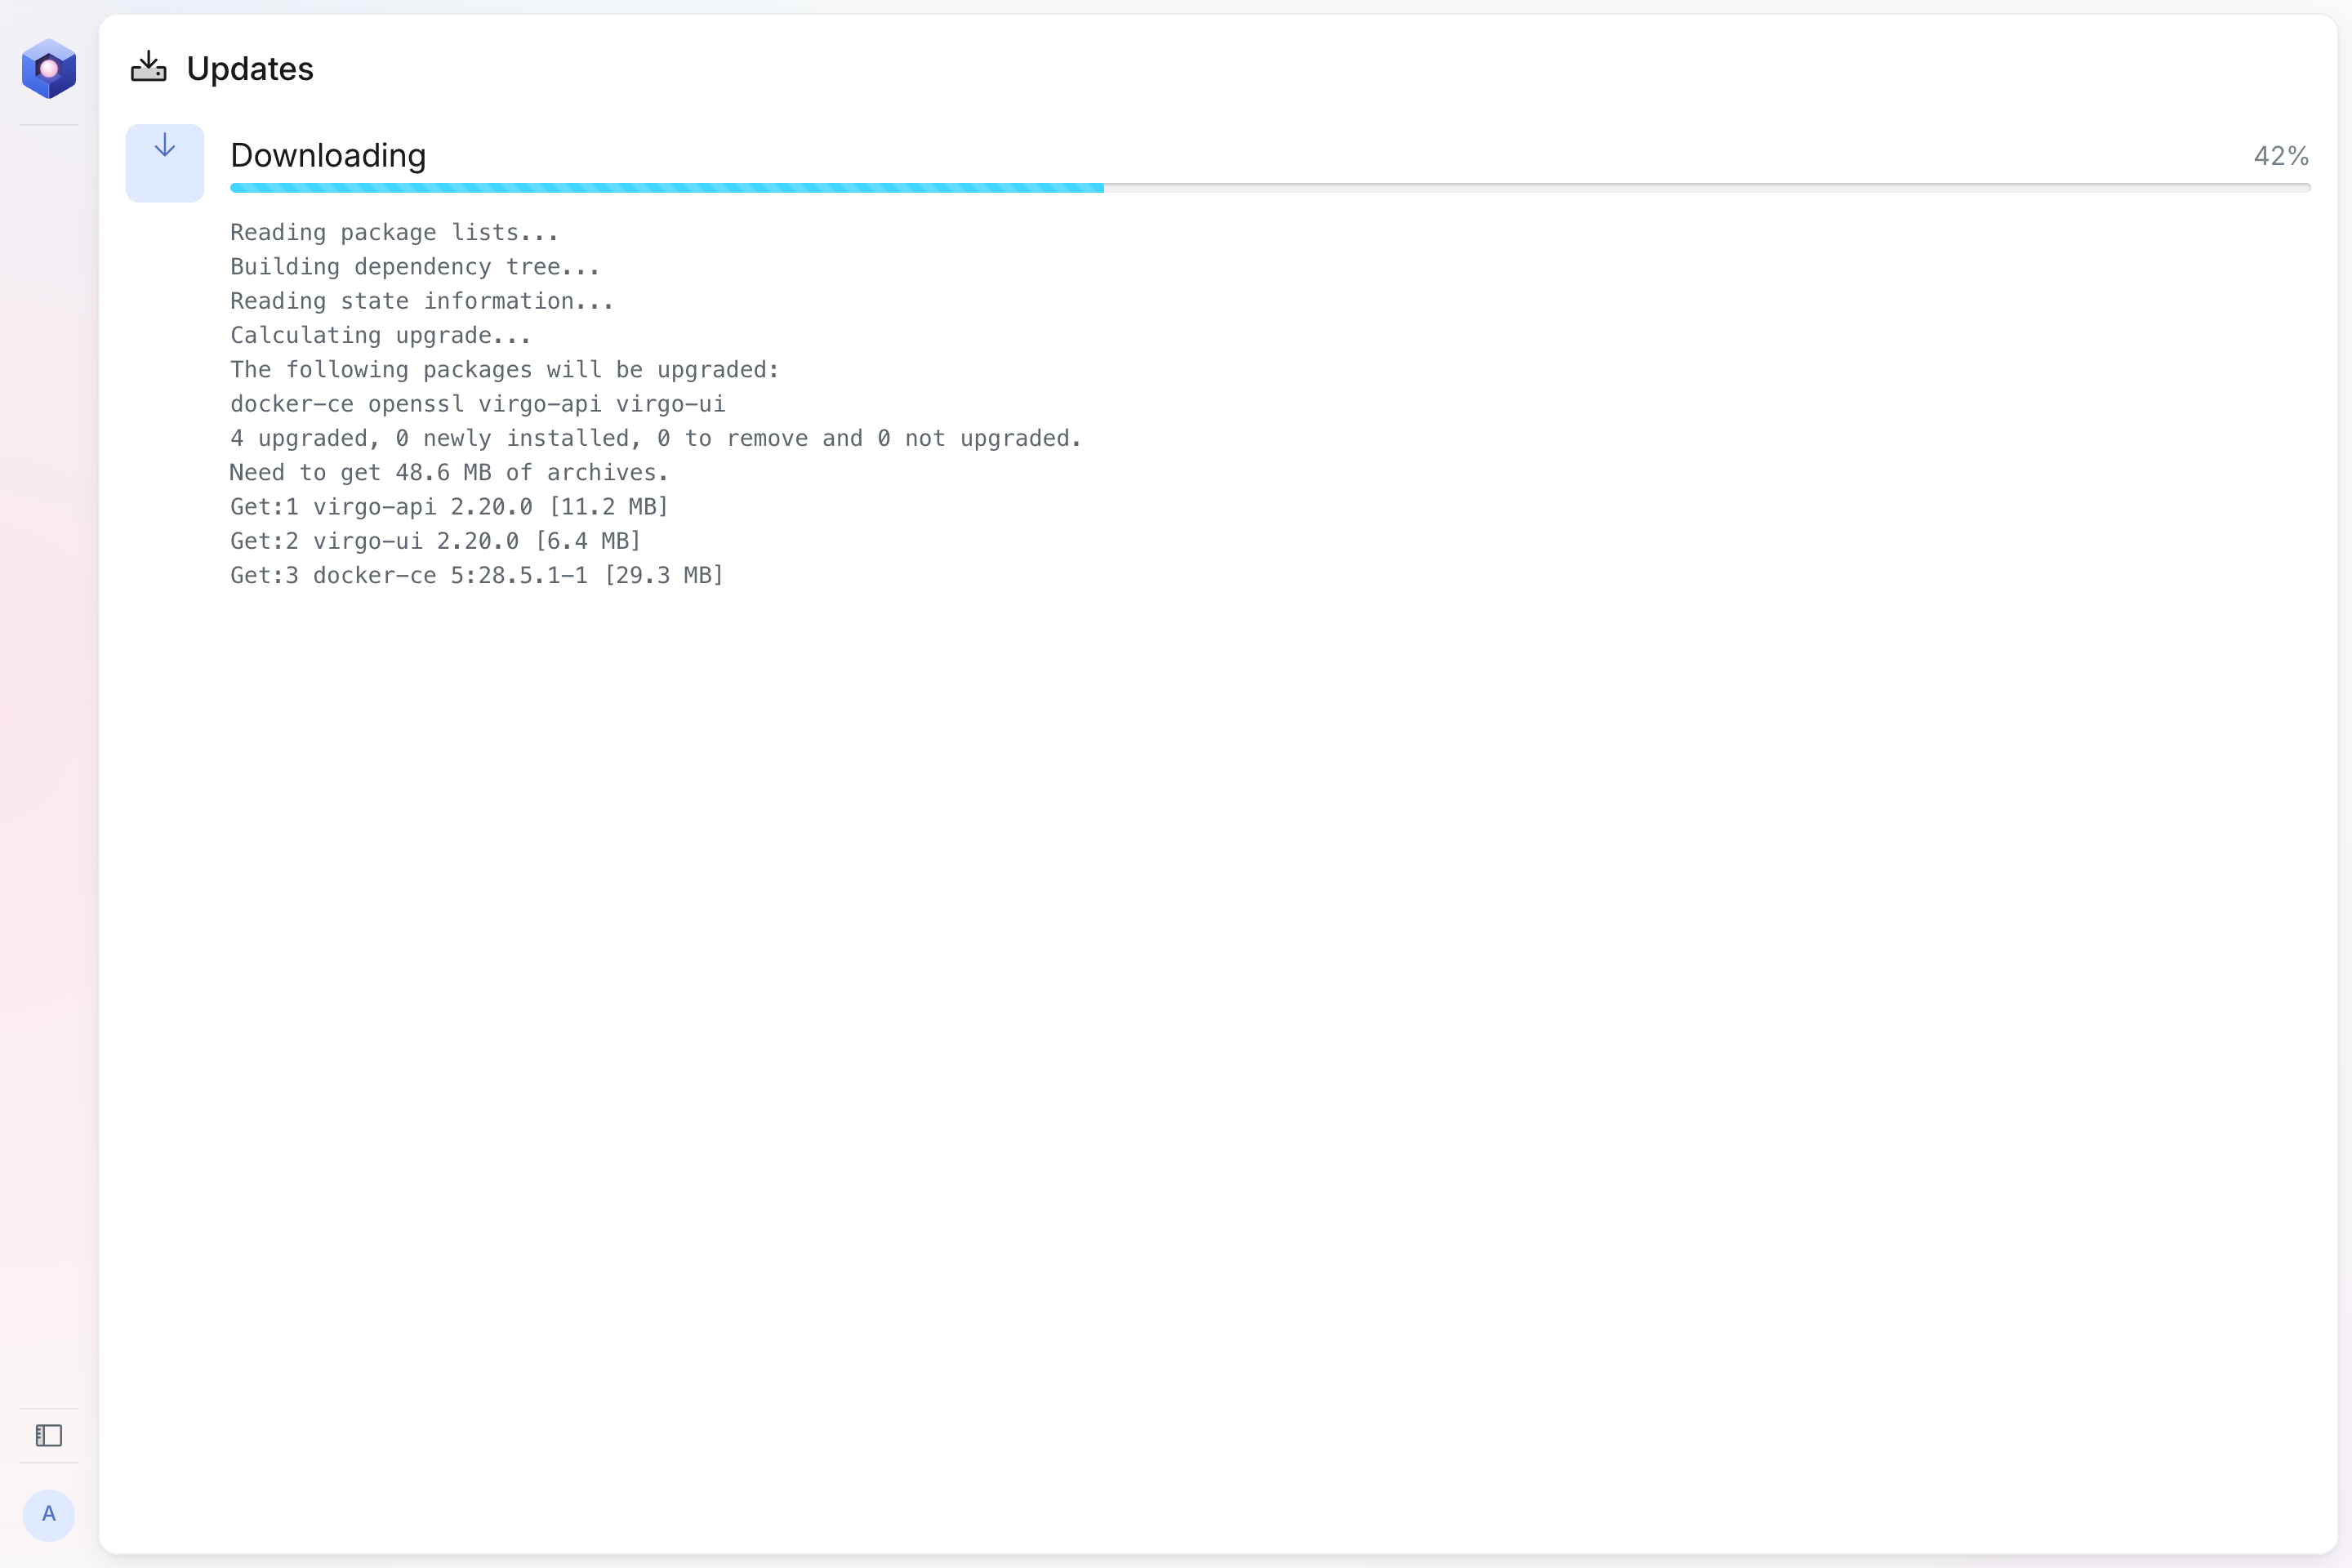 Updates
Downloading
42%
Reading package lists...
Building dependency tree...
Reading state information...
Calculating upgrade...
The following packages will be upgraded:
docker-ce openssl virgo-api virgo-ui
4 upgraded, 0 newly installed, 0 to remove and 0 not upgraded.
Need to get 48.6 MB of archives.
Get:1 virgo-api 2.20.0 [11.2 MB]
Get:2 virgo-ui 2.20.0 [6.4 MB]
Get:3 docker-ce 5:28.5.1-1 [29.3 MB]
A